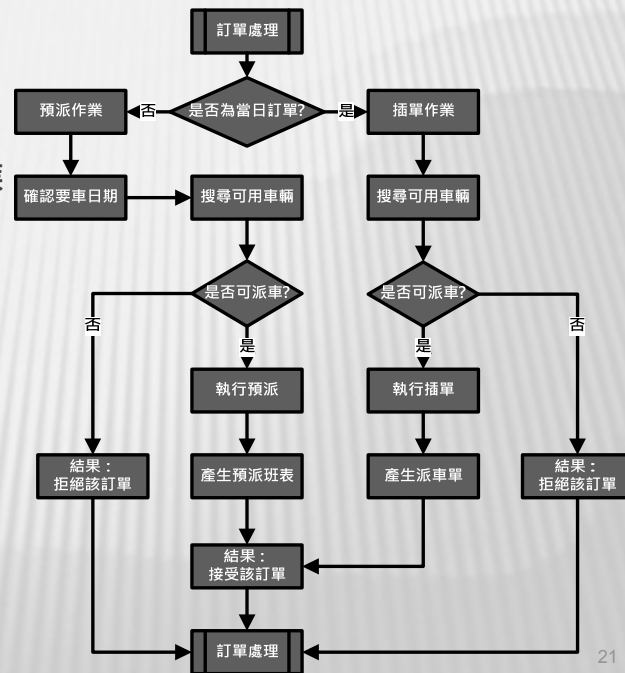 訂單處理
是否為當日訂單?
否
是
預派作業
插單作業
確認要車日期
搜尋可用車輛
搜尋可用車輛
是否可派車?
是否可派車?
否
是
是
否
執行預派
執行插單
結果：
拒絕該訂單
產生預派班表
產生派車單
結果：
拒絕該訂單
結果：
接受該訂單
訂單處理
21